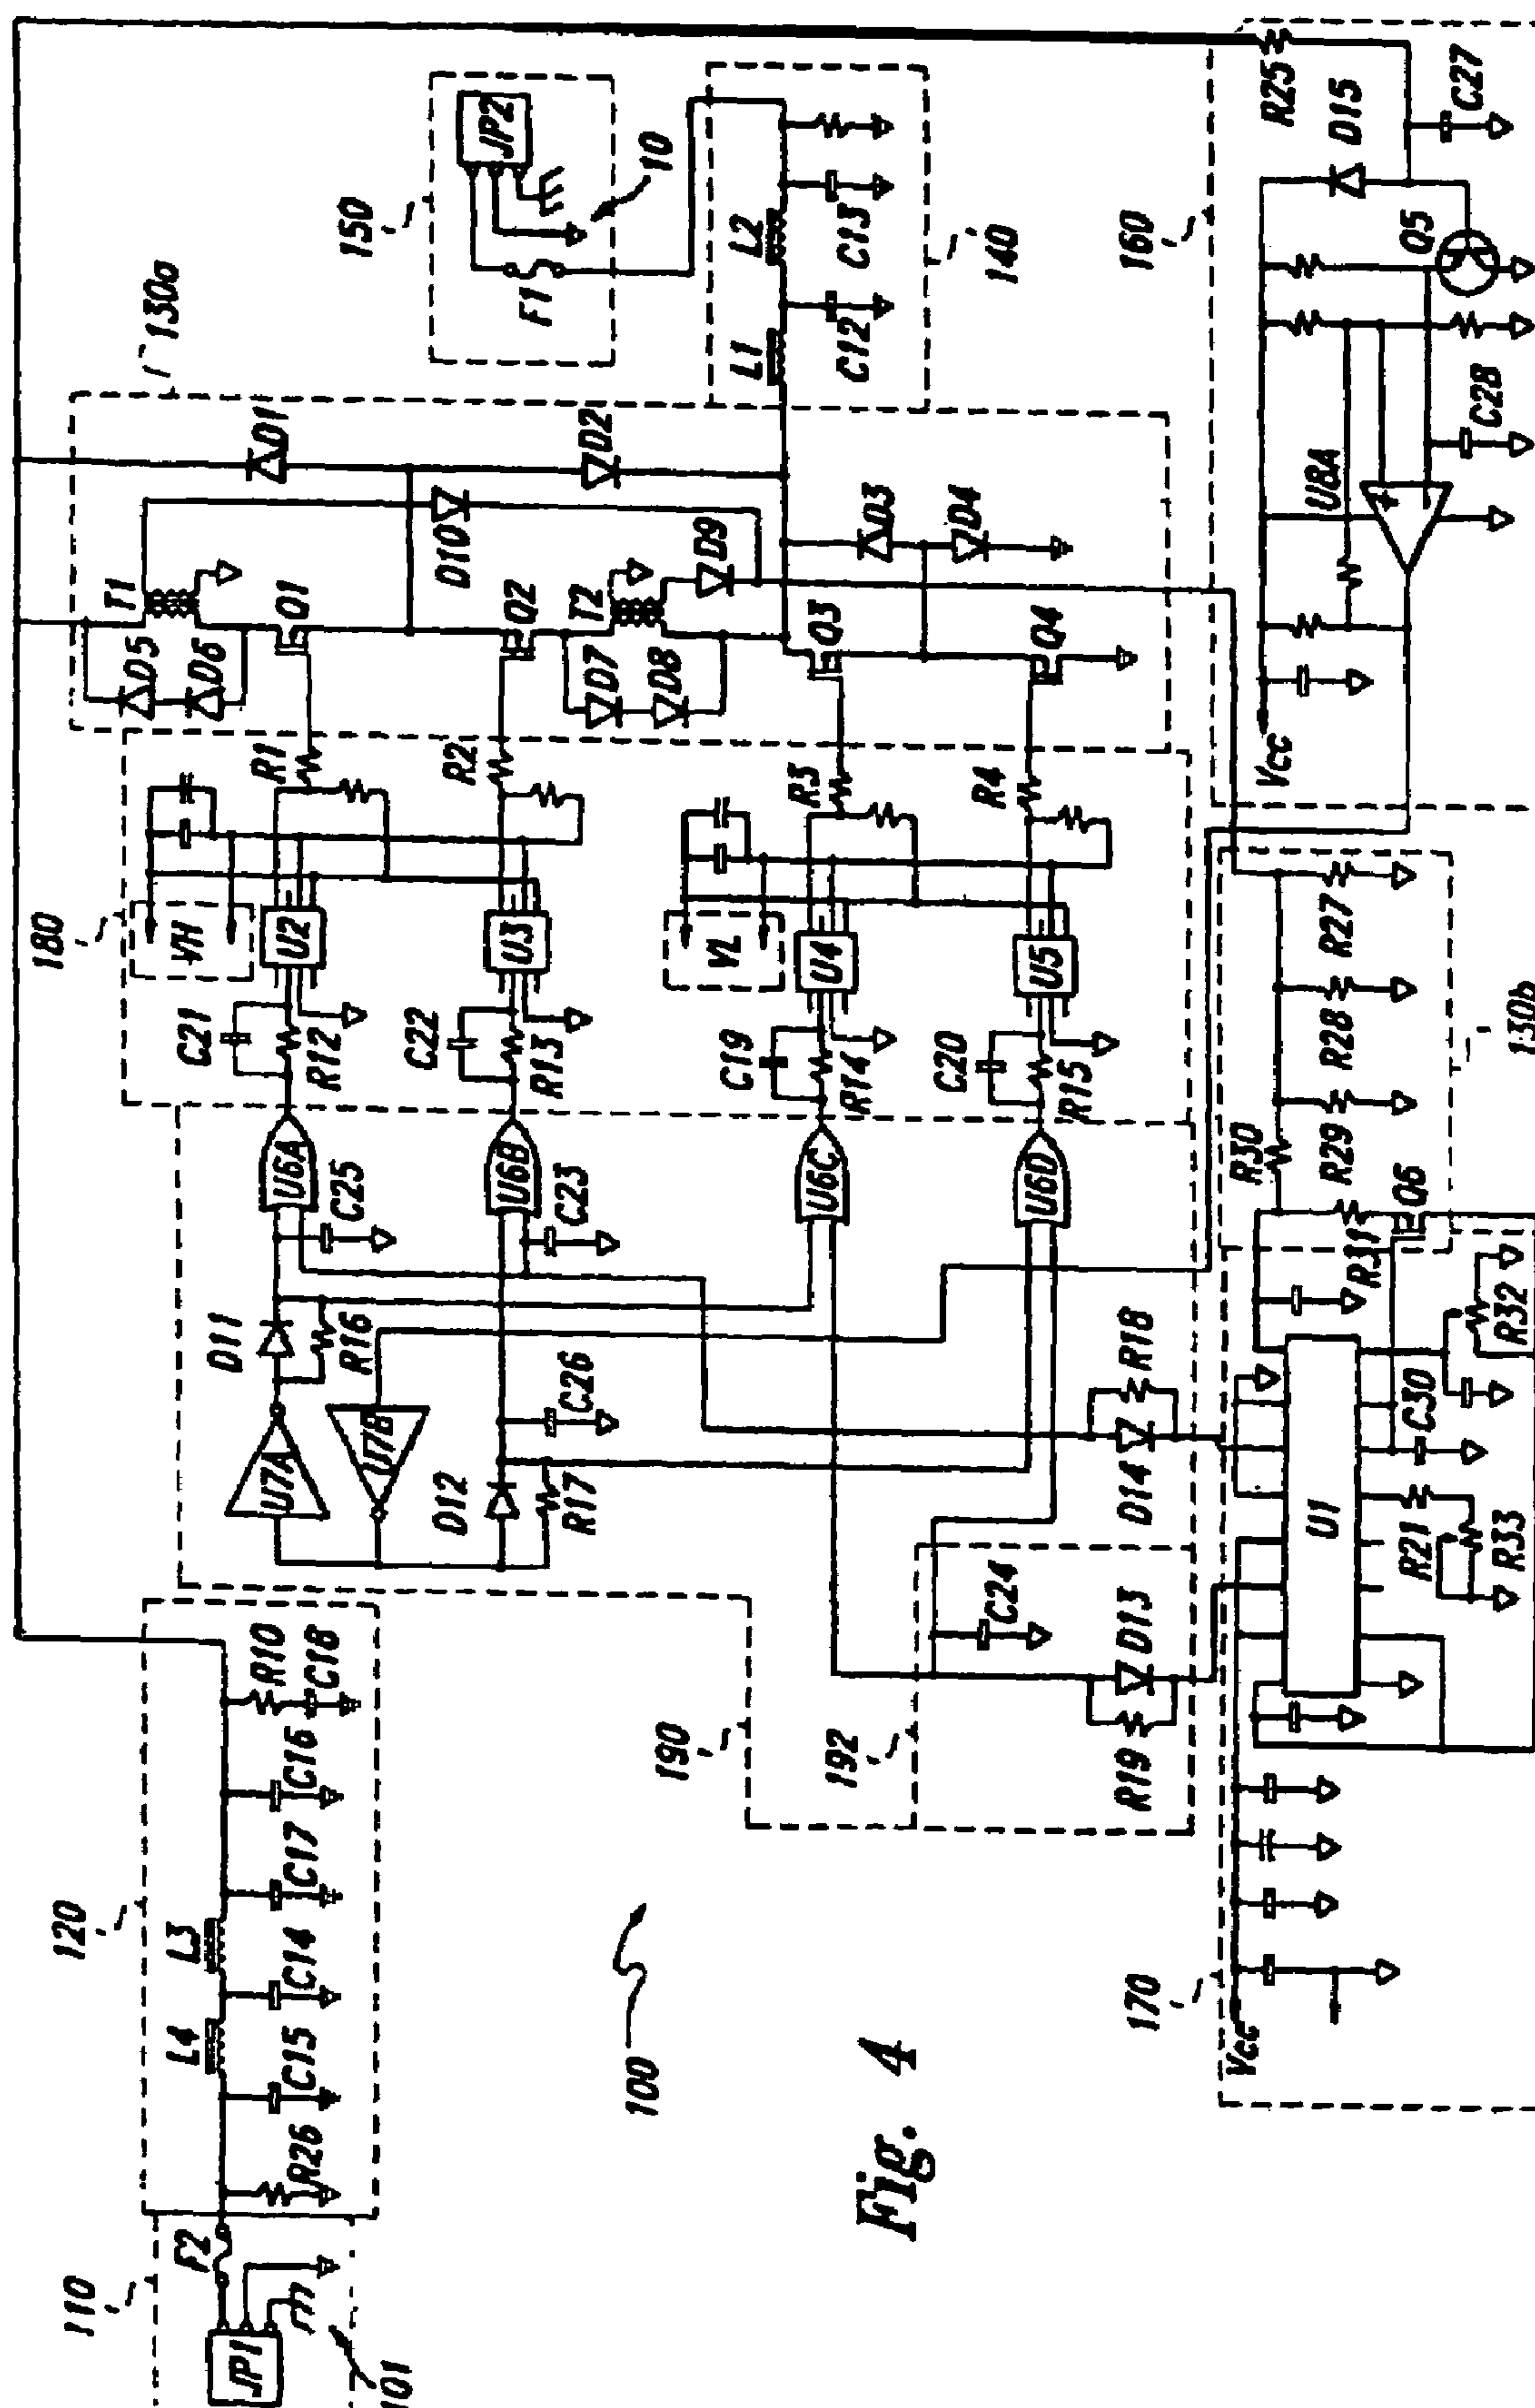 110
JP1
F2
101
120
R26
L4
C15
C14
L3
C17
C16
R10
C18
100
Fig. 4
190
192
U7A
D11
R16
U7B
D12
R17
C26
U6A
C25
U6B
C23
U6C
U6D
C24
R19
D13
D14
R18
180
C21
R12
VH
U2
R1
C22
R13
U3
R2
C19
R14
VL
U4
R3
C20
R15
U5
R4
130a
T1
D5
D6
Q1
D1
D10
Q2
D2
D7
D8
T2
D9
Q3
D3
D4
Q4
150
JP2
F1
10
140
L1
C12
L2
C13
160
R25
D15
C27
Q5
U8A
C28
Vcc
130b
R27
R28
R29
R30
R31
Q6
170
Vcc
U1
R21
R33
C30
R32